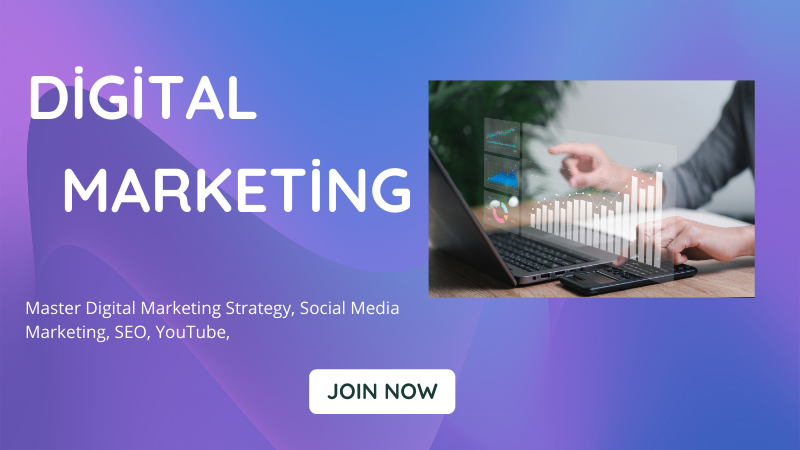 DİGİTAL
MARKETİNG
Master Digital Marketing Strategy, Social Media
Marketing, SEO, YouTube,
JOIN NOW